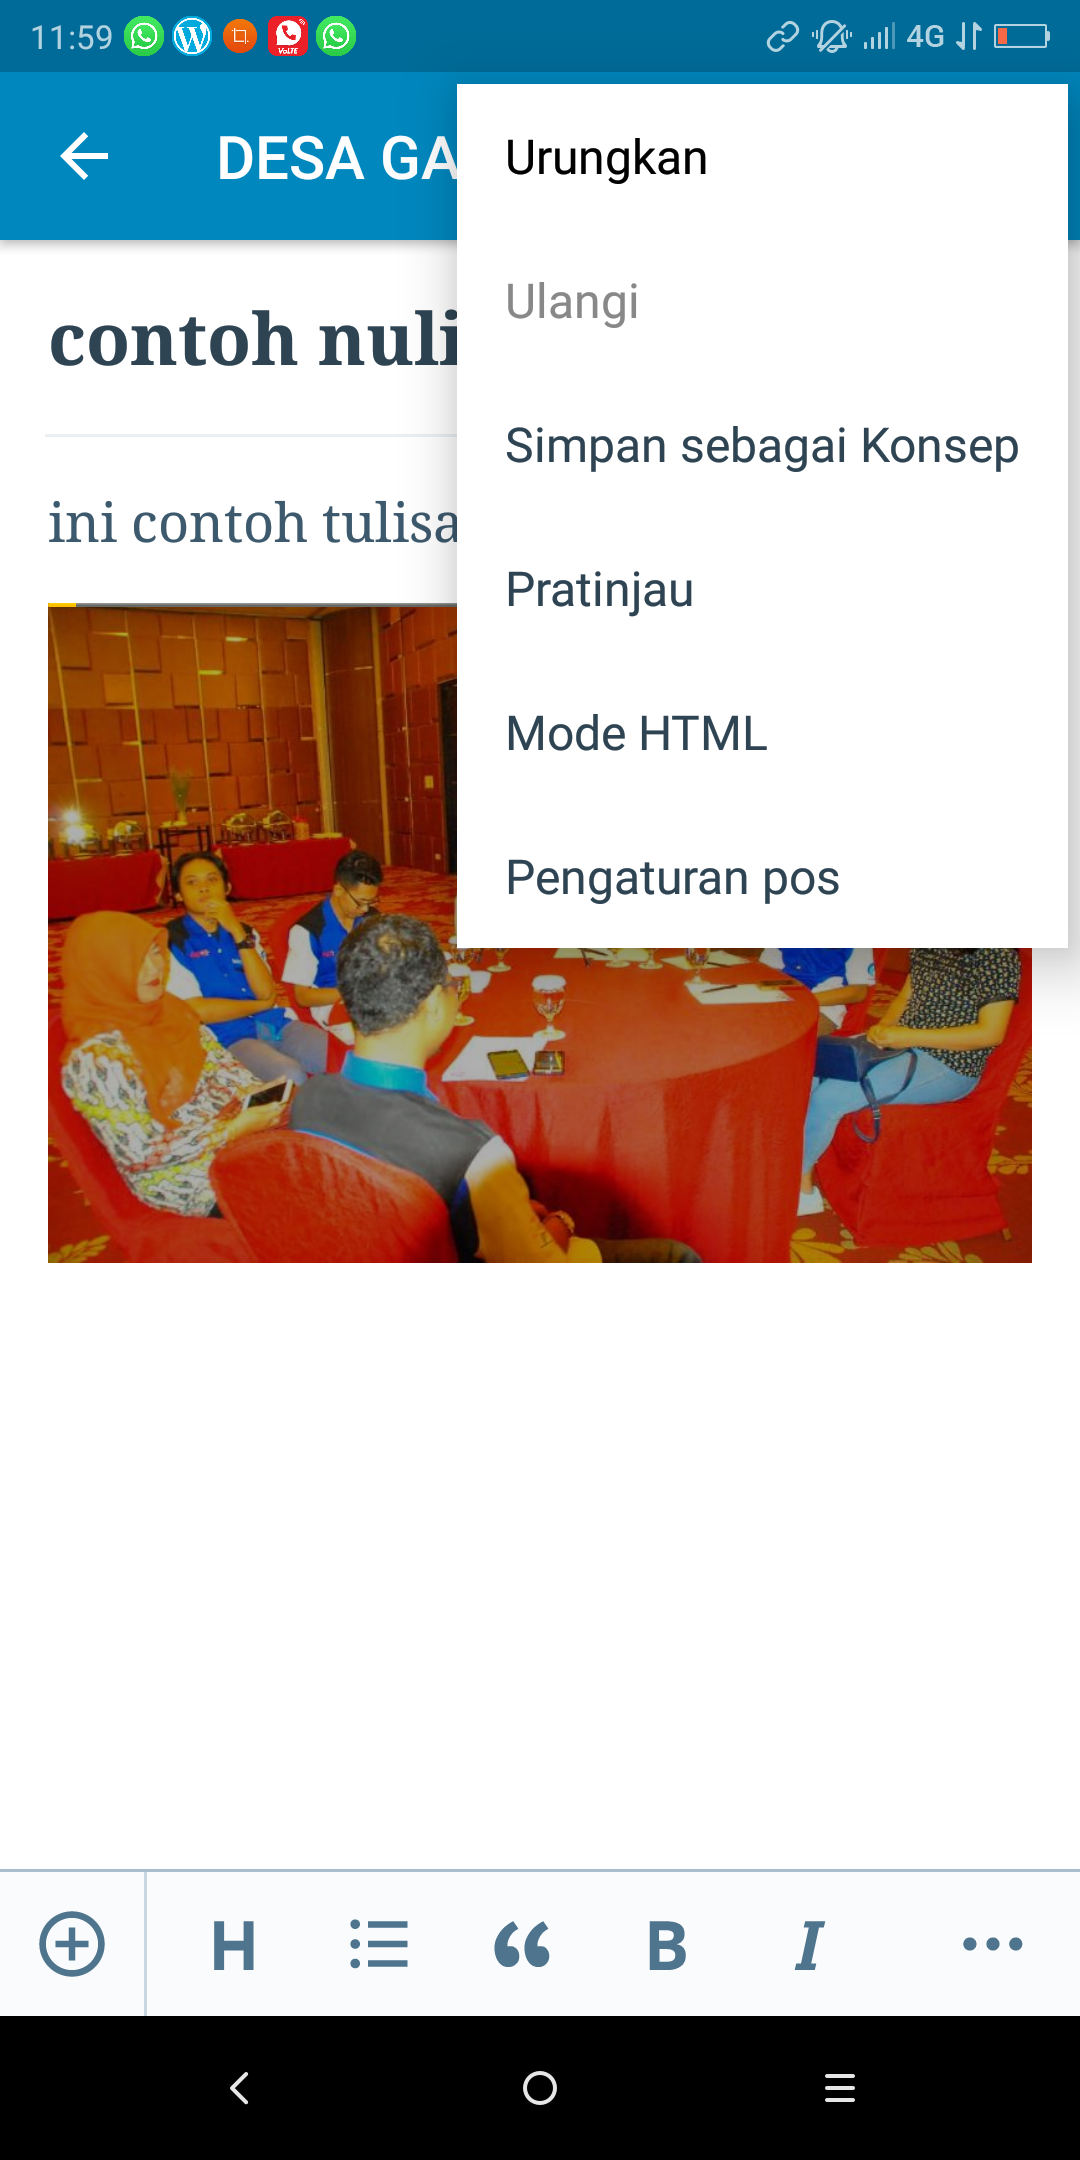 11:59
4G
DESA GA
Urungkan
Ulangi
Simpan sebagai Konsep
Pratinjau
Mode HTML
Pengaturan pos
contoh nuli
ini contoh tulisa
H
B
I